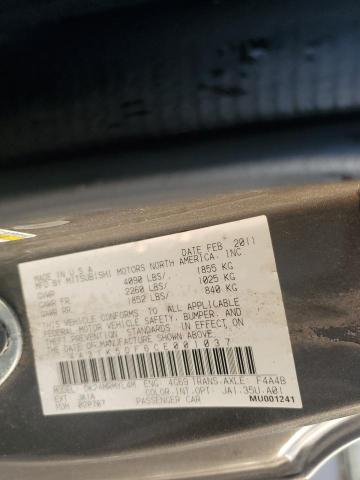 MADE IN U.S.A. DATE FEB 2011
MFD BY MITSUBISHI MOTORS NORTH AMERICA, INC
GVWR 4090 LBS/. 1855 KG
GAWR FR. 2260 LBS/. 1025 KG
GAWR RR. 1852 LBS/. 840 KG
THIS VEHICLE CONFORMS TO ALL APPLICABLE
FEDERAL MOTOR VEHICLE SAFETY, BUMPER, AND
THEFT PREVENTION STANDARDS IN EFFECT ON
THE DATE OF MANUFACTURE SHOWN ABOVE.
ENG. 4G69 TRANS.AXLE F4A4B
EXT COLOR.INT.OPT: JA1.35U.A01
MDH PASSENGER CAR
MU001241